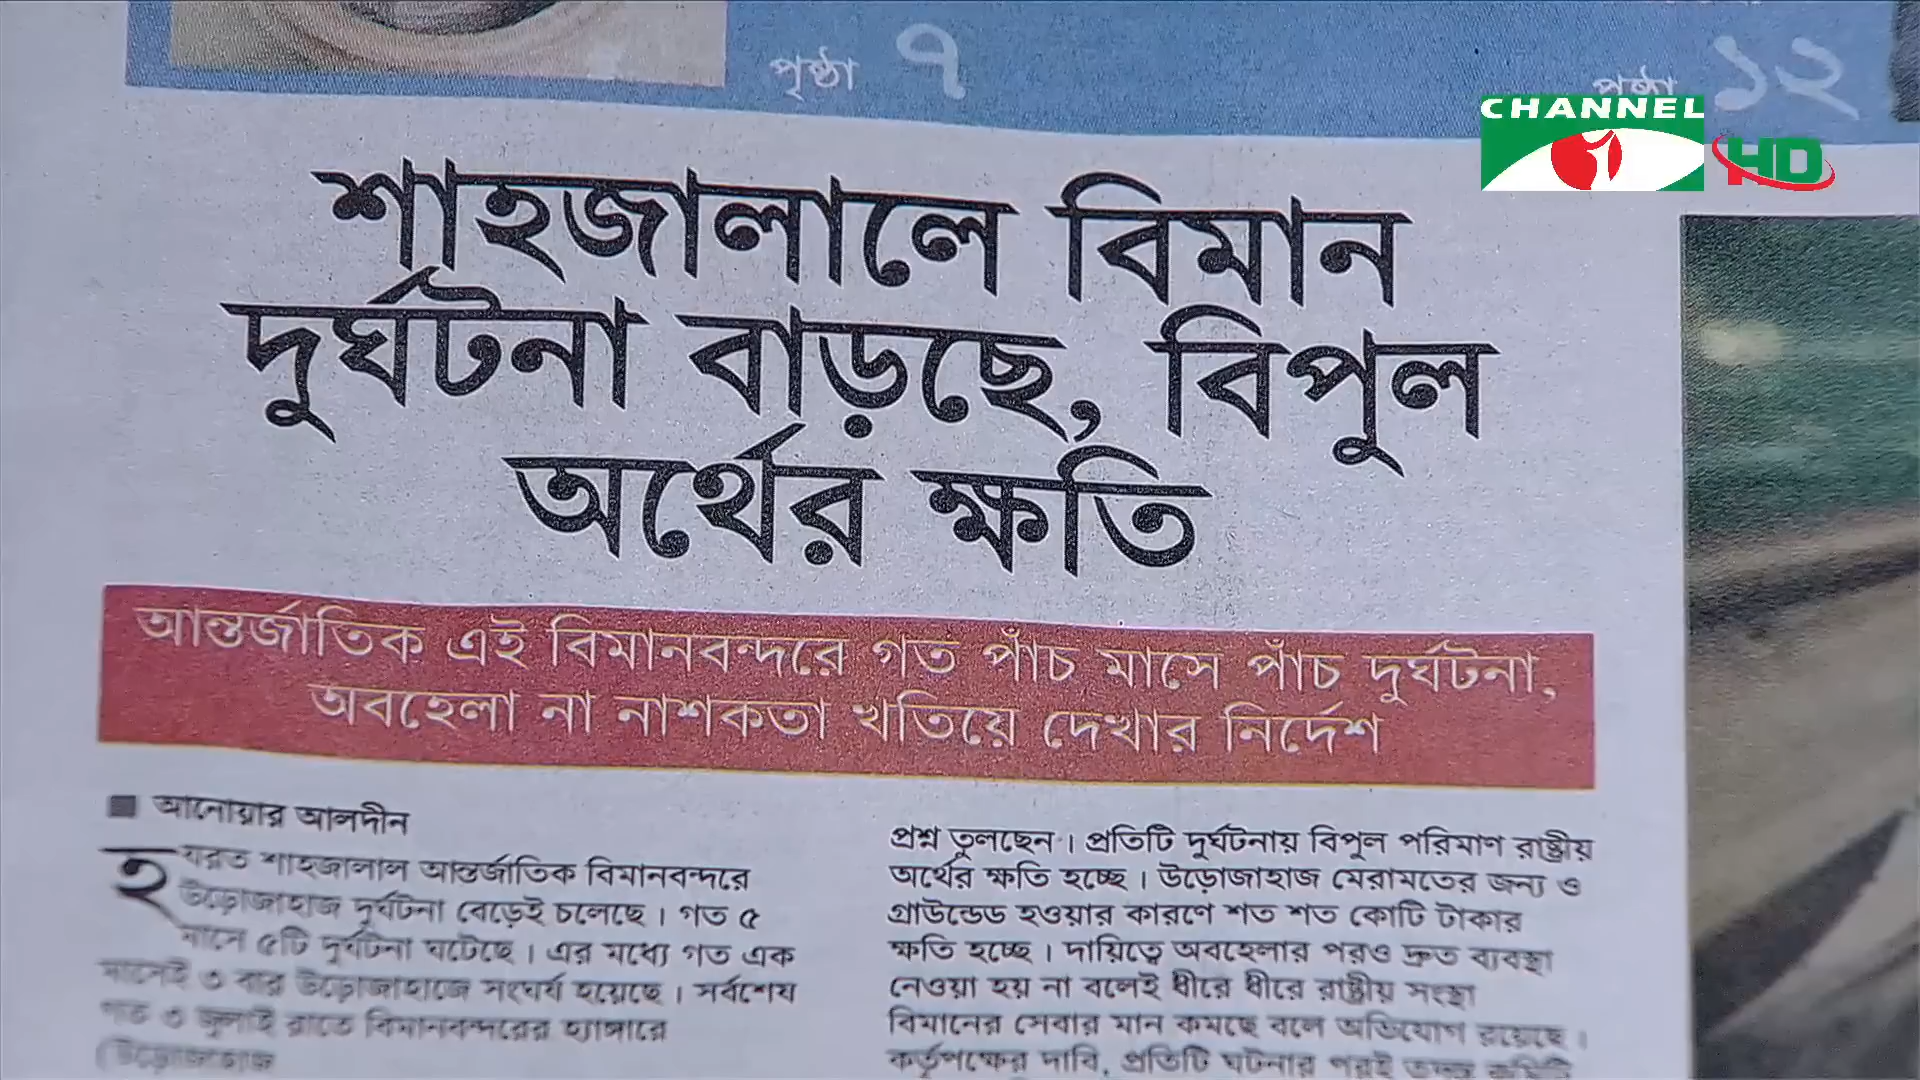 পৃষ্ঠা ৭
পৃষ্ঠা ১২
CHANNEL
HD
শাহজালালে বিমান
দুর্ঘটনা বাড়ছে, বিপুল
অর্থের ক্ষতি
আন্তর্জাতিক এই বিমানবন্দরে গত পাঁচ মাসে পাঁচ দুর্ঘটনা,
অবহেলা না নাশকতা খতিয়ে দেখার নির্দেশ
আনোয়ার আলদীন
হযরত শাহজালাল আন্তর্জাতিক বিমানবন্দরে
উড়োজাহাজ দুর্ঘটনা বেড়েই চলেছে। গত ৫
মাসে ৫টি দুর্ঘটনা ঘটেছে। এর মধ্যে গত এক
মাসেই ৩ বার উড়োজাহাজে সংঘর্ষ হয়েছে। সর্বশেষ
গত ৩ জুলাই রাতে বিমানবন্দরের হ্যাঙ্গারে
প্রশ্ন তুলছেন। প্রতিটি দুর্ঘটনায় বিপুল পরিমাণ রাষ্ট্রীয়
অর্থের ক্ষতি হচ্ছে। উড়োজাহাজ মেরামতের জন্য ও
গ্রাউন্ডেড হওয়ার কারণে শত শত কোটি টাকার
ক্ষতি হচ্ছে। দায়িত্বে অবহেলার পরও দ্রুত ব্যবস্থা
নেওয়া হয় না বলেই ধীরে ধীরে রাষ্ট্রীয় সংস্থা
বিমানের সেবার মান কমছে বলে অভিযোগ রয়েছে।
কর্তৃপক্ষের দাবি, প্রতিটি ঘটনার পরই তদন্ত কমিটি